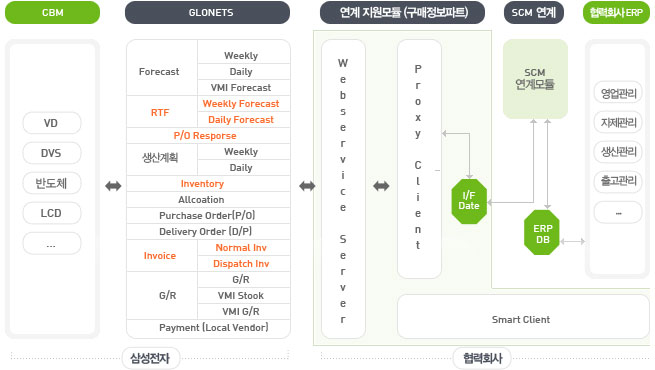 GBM
GLONETS
연계 지원모듈 (구매정보파트)
SCM 연계
협력회사 ERP
VD
DVS
반도체
LCD
...
Forecast
Weekly
Daily
VMI Forecast
RTF
Weekly Forecast
Daily Forecast
P/O Response
생산계획
Weekly
Daily
Inventory
Allcoation
Purchase Order(P/O)
Delivery Order (D/P)
Invoice
Normal Inv
Dispatch Inv
G/R
G/R
VMI Stook
VMI G/R
Payment (Local Vendor)
Webservice Server
Proxy Client
I/F
Date
SCM
연계모듈
ERP
DB
영업관리
자재관리
생산관리
출고관리
...
Smart Client
삼성전자
협력회사